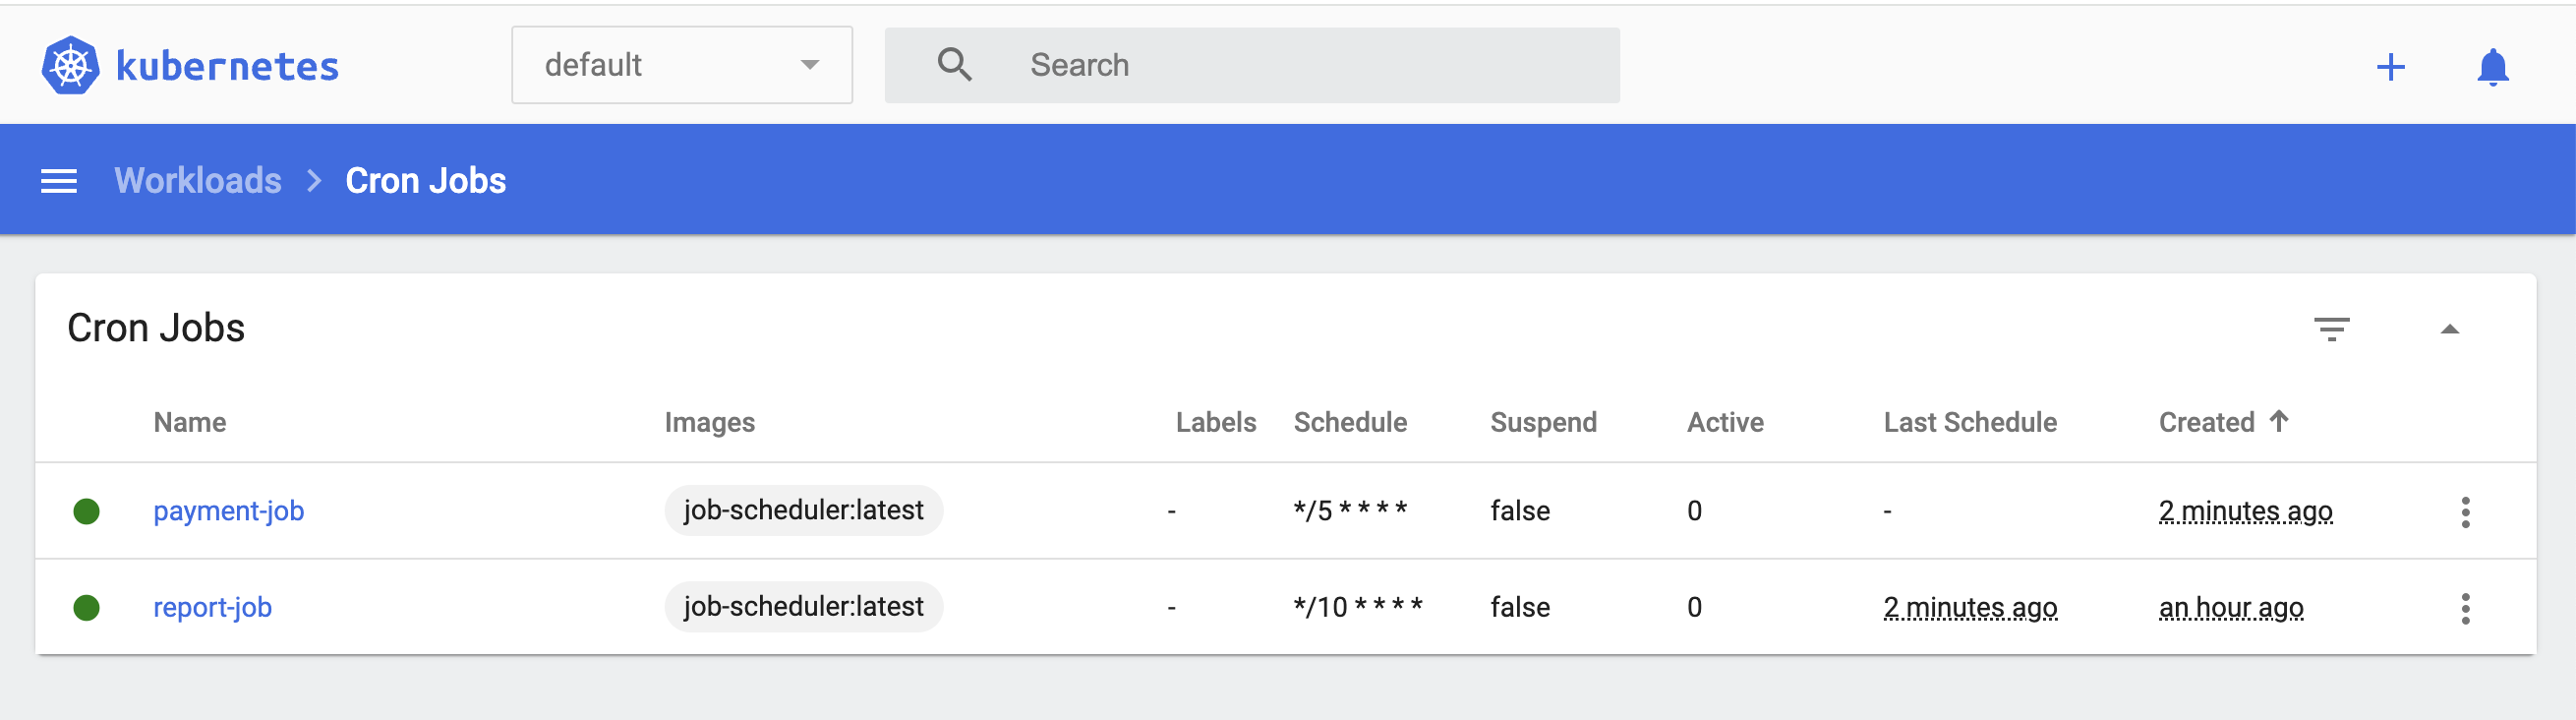 kubernetes default Search
Workloads > Cron Jobs
Cron Jobs
Name Images Labels Schedule Suspend Active Last Schedule Created
payment-job job-scheduler:latest - */5 * * * * false 0 - 2 minutes ago
report-job job-scheduler:latest - */10 * * * * false 0 2 minutes ago an hour ago